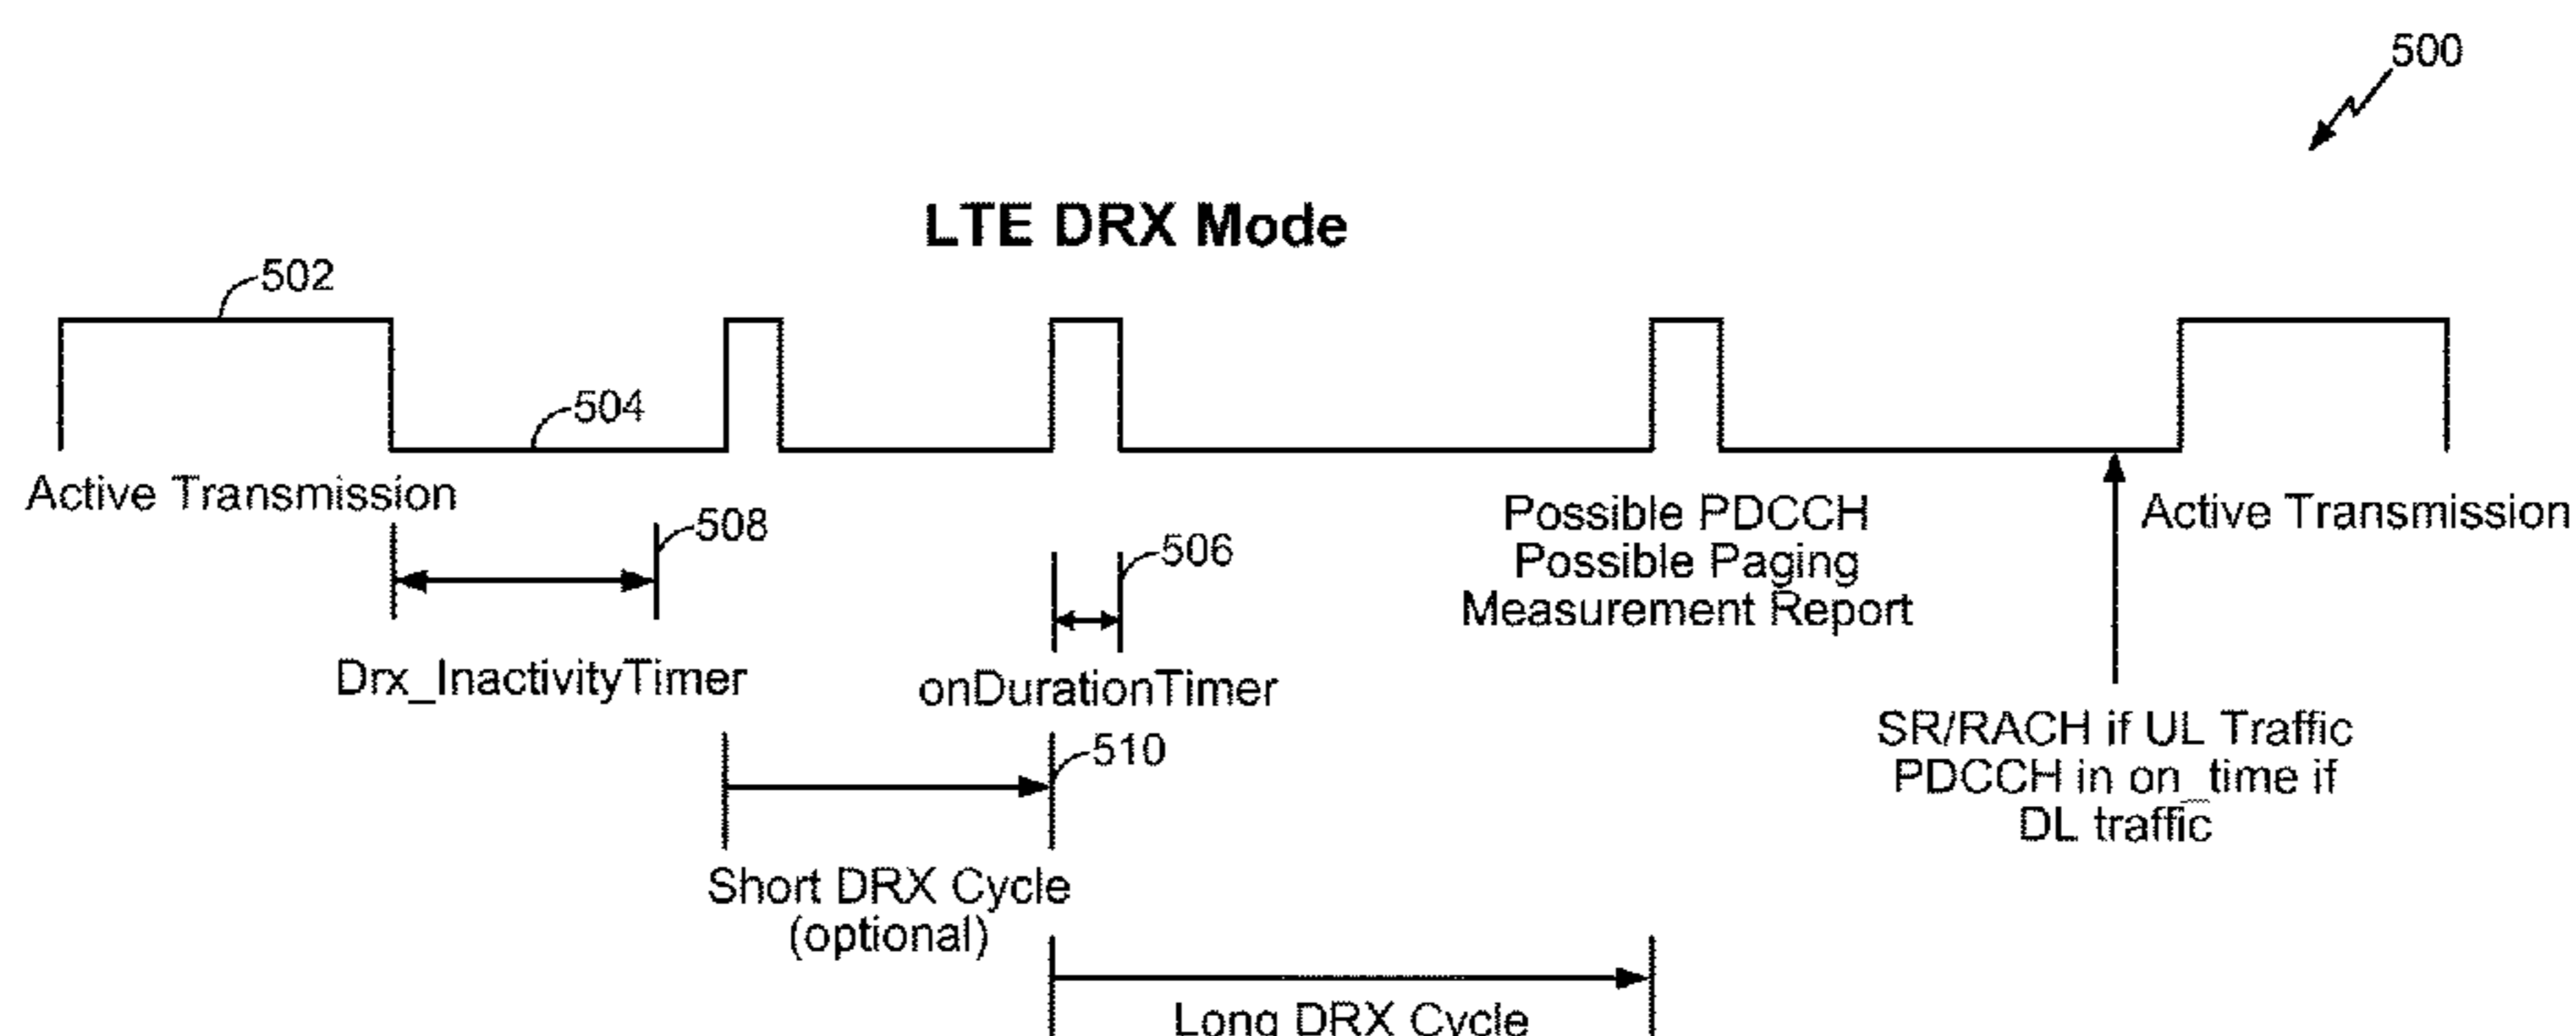 500
LTE DRX Mode
502
504
Active Transmission
508
Drx_InactivityTimer
506
onDurationTimer
Possible PDCCH
Possible Paging
Measurement Report
Active Transmission
SR/RACH if UL Traffic
PDCCH in on_time if
DL traffic
510
Short DRX Cycle
(optional)
Long DRX Cycle